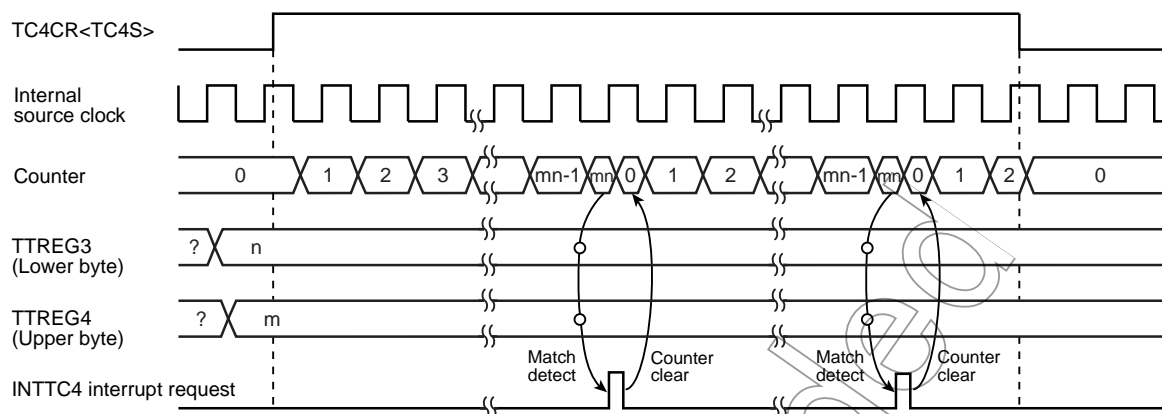 TC4CR<TC4S>
Internal
source clock
Counter
0 1 2 3 mn-1 mn 0 1 2 mn-1 mn 0 1 2 0
TTREG3
(Lower byte)
? n
TTREG4
(Upper byte)
? m
Match
detect
Counter
clear
Match
detect
Counter
clear
INTTC4 interrupt request